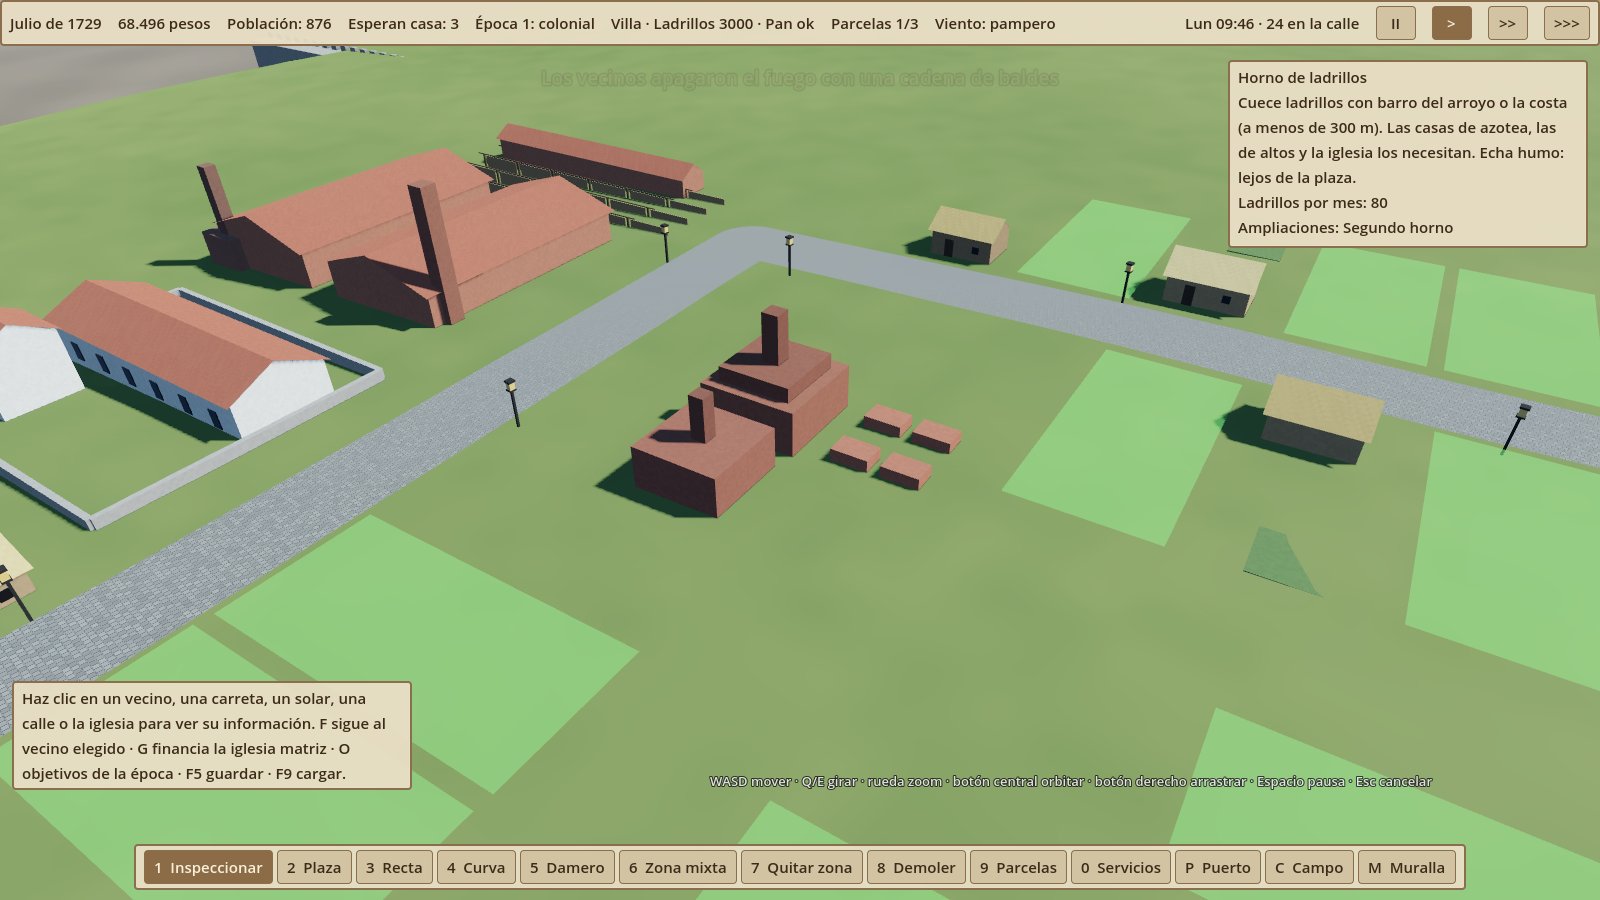 Julio de 1729 68.496 pesos Población: 876 Esperan casa: 3 Época 1: colonial Villa · Ladrillos 3000 · Pan ok Parcelas 1/3 Viento: pampero Lun 09:46 · 24 en la calle II > >> >>>
Los vecinos apagaron el fuego con una cadena de baldes
Horno de ladrillos
Cuece ladrillos con barro del arroyo o la costa
(a menos de 300 m). Las casas de azotea, las
de altos y la iglesia los necesitan. Echa humo:
lejos de la plaza.
Ladrillos por mes: 80
Ampliaciones: Segundo horno
Haz clic en un vecino, una carreta, un solar, una
calle o la iglesia para ver su información. F sigue al
vecino elegido · G financia la iglesia matriz · O
objetivos de la época · F5 guardar · F9 cargar.
WASD mover · Q/E girar · rueda zoom · botón central orbitar · botón derecho arrastrar · Espacio pausa · Esc cancelar
1 Inspeccionar 2 Plaza 3 Recta 4 Curva 5 Damero 6 Zona mixta 7 Quitar zona 8 Demoler 9 Parcelas 0 Servicios P Puerto C Campo M Muralla